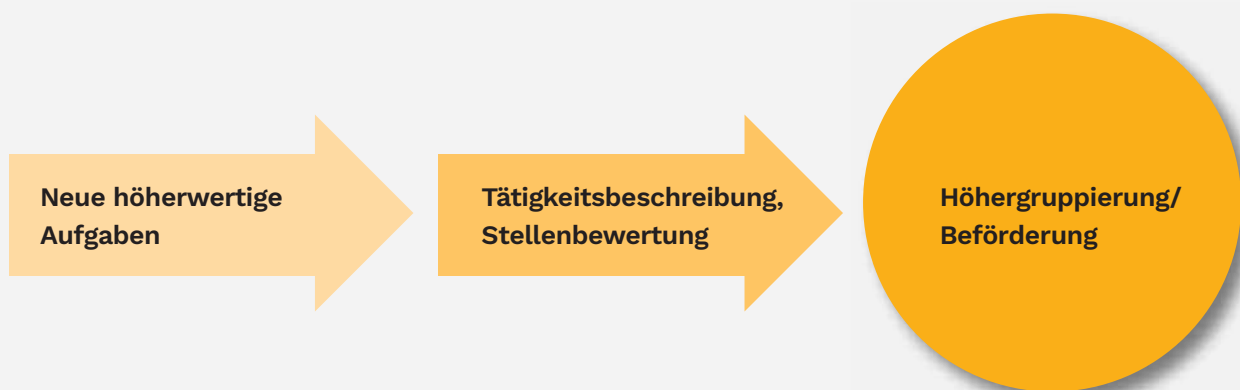 Neue höherwertige
Aufgaben
Tätigkeitsbeschreibung,
Stellenbewertung
Höhergruppierung/
Beförderung